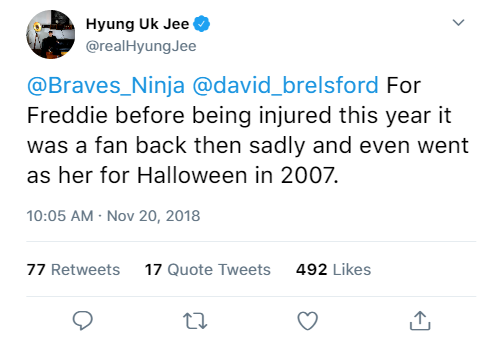 Hyung Uk Jee
@realHyungJee
@Braves_Ninja @david_brelsford For
Freddie before being injured this year it
was a fan back then sadly and even went
as her for Halloween in 2007.
10:05 AM · Nov 20, 2018
77 Retweets 17 Quote Tweets 492 Likes